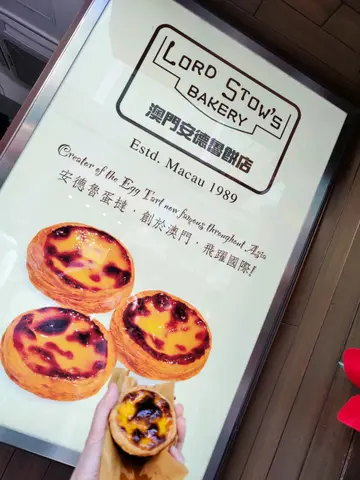 LORD STOW'S
BAKERY
澳門安德魯餅店
Estd. Macau 1989
Creator of the Egg Tart now famous throughout Asia
安德魯蛋撻，創於澳門，飛躍國際!